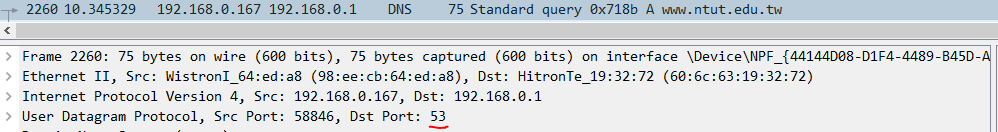 2260 10.345329 192.168.0.167 192.168.0.1 DNS 75 Standard query 0x718b A www.ntut.edu.tw
Frame 2260: 75 bytes on wire (600 bits), 75 bytes captured (600 bits) on interface \Device\NPF_{44144D08-D1F4-4489-B45D-A
Ethernet II, Src: WistronI_64:ed:a8 (98:ee:cb:64:ed:a8), Dst: HitronTe_19:32:72 (60:6c:63:19:32:72)
Internet Protocol Version 4, Src: 192.168.0.167, Dst: 192.168.0.1
User Datagram Protocol, Src Port: 58846, Dst Port: 53